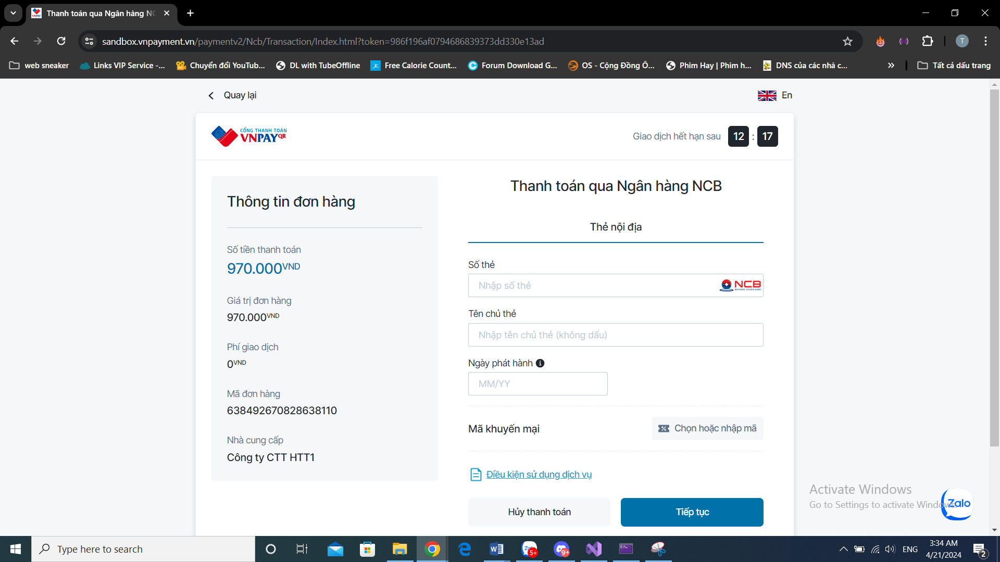 Thanh toán qua Ngân hàng NC
sandbox.vnpayment.vn/paymentv2/Ncb/Transaction/Index.html?token=986f196af0794686839373dd330e13ad
T
web sneaker
Links VIP Service -...
Chuyển đổi YouTub...
DL with TubeOffline
Free Calorie Count...
Forum Download G...
OS - Cộng Đồng Ô...
Phim Hay | Phim h...
DNS của các nhà c...
Tất cả dấu trang
Quay lại
En
CỔNG THANH TOÁN
VNPAYQR
Giao dịch hết hạn sau 12 : 17
Thông tin đơn hàng
Số tiền thanh toán
970.000VND
Giá trị đơn hàng
970.000VND
Phí giao dịch
0VND
Mã đơn hàng
638492670828638110
Nhà cung cấp
Công ty CTT HTT1
Thanh toán qua Ngân hàng NCB
Thẻ nội địa
Số thẻ
Nhập số thẻ
NCB
NATIONAL CITIZEN BANK
Tên chủ thẻ
Nhập tên chủ thẻ (không dấu)
Ngày phát hành
MM/YY
Mã khuyến mại
Chọn hoặc nhập mã
Điều kiện sử dụng dịch vụ
Hủy thanh toán
Tiếp tục
Activate Windows
Go to Settings to activate Windows.
Zalo
Type here to search
5+
9+
ENG
3:34 AM
4/21/2024
2